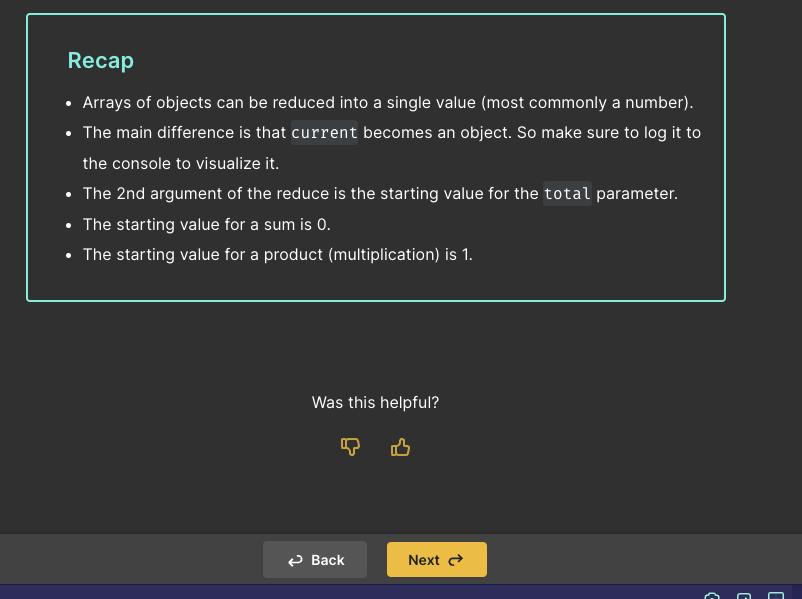 Recap
• Arrays of objects can be reduced into a single value (most commonly a number).
• The main difference is that current becomes an object. So make sure to log it to
the console to visualize it.
• The 2nd argument of the reduce is the starting value for the total parameter.
• The starting value for a sum is 0.
• The starting value for a product (multiplication) is 1.
Was this helpful?
Back
Next